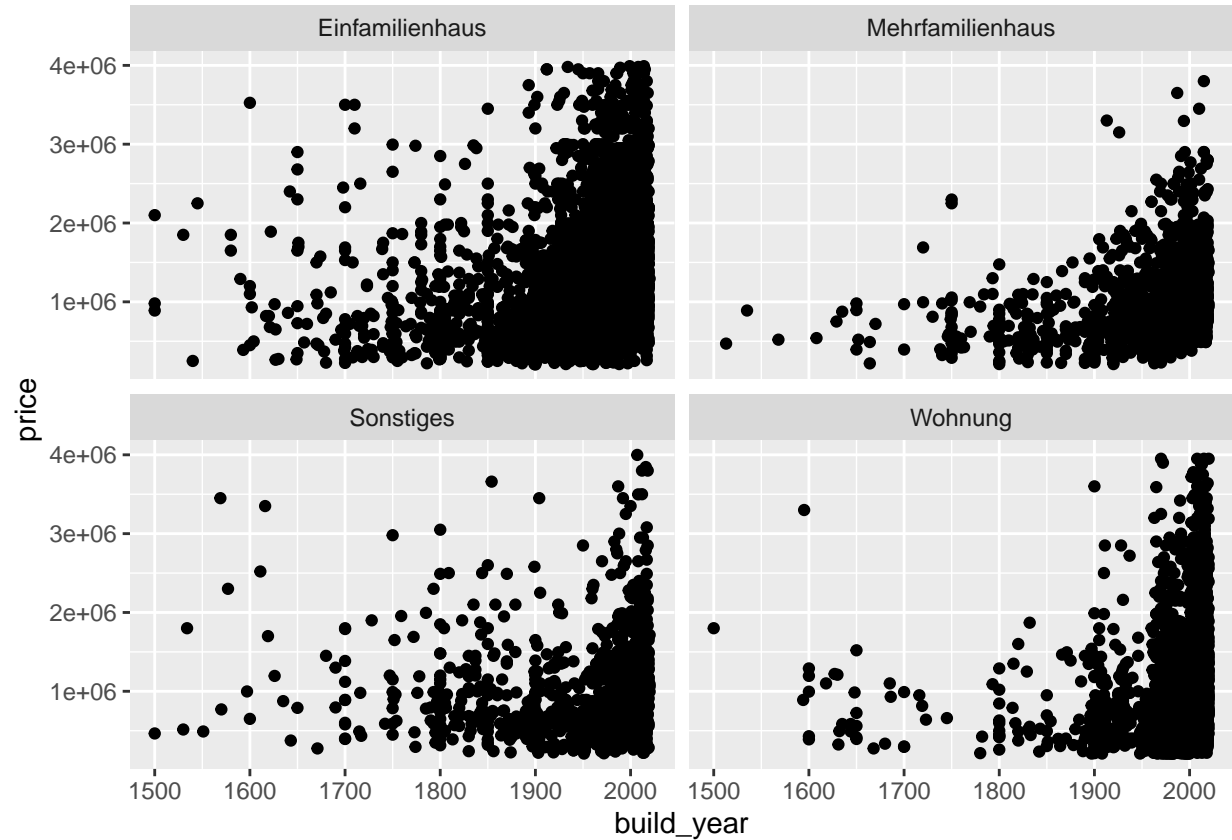 Einfamilienhaus
Mehrfamilienhaus
4e+06
3e+06
2e+06
1e+06
Sonstiges
Wohnung
4e+06
3e+06
2e+06
1e+06
price
1500 1600 1700 1800 1900 2000
1500 1600 1700 1800 1900 2000
build_year